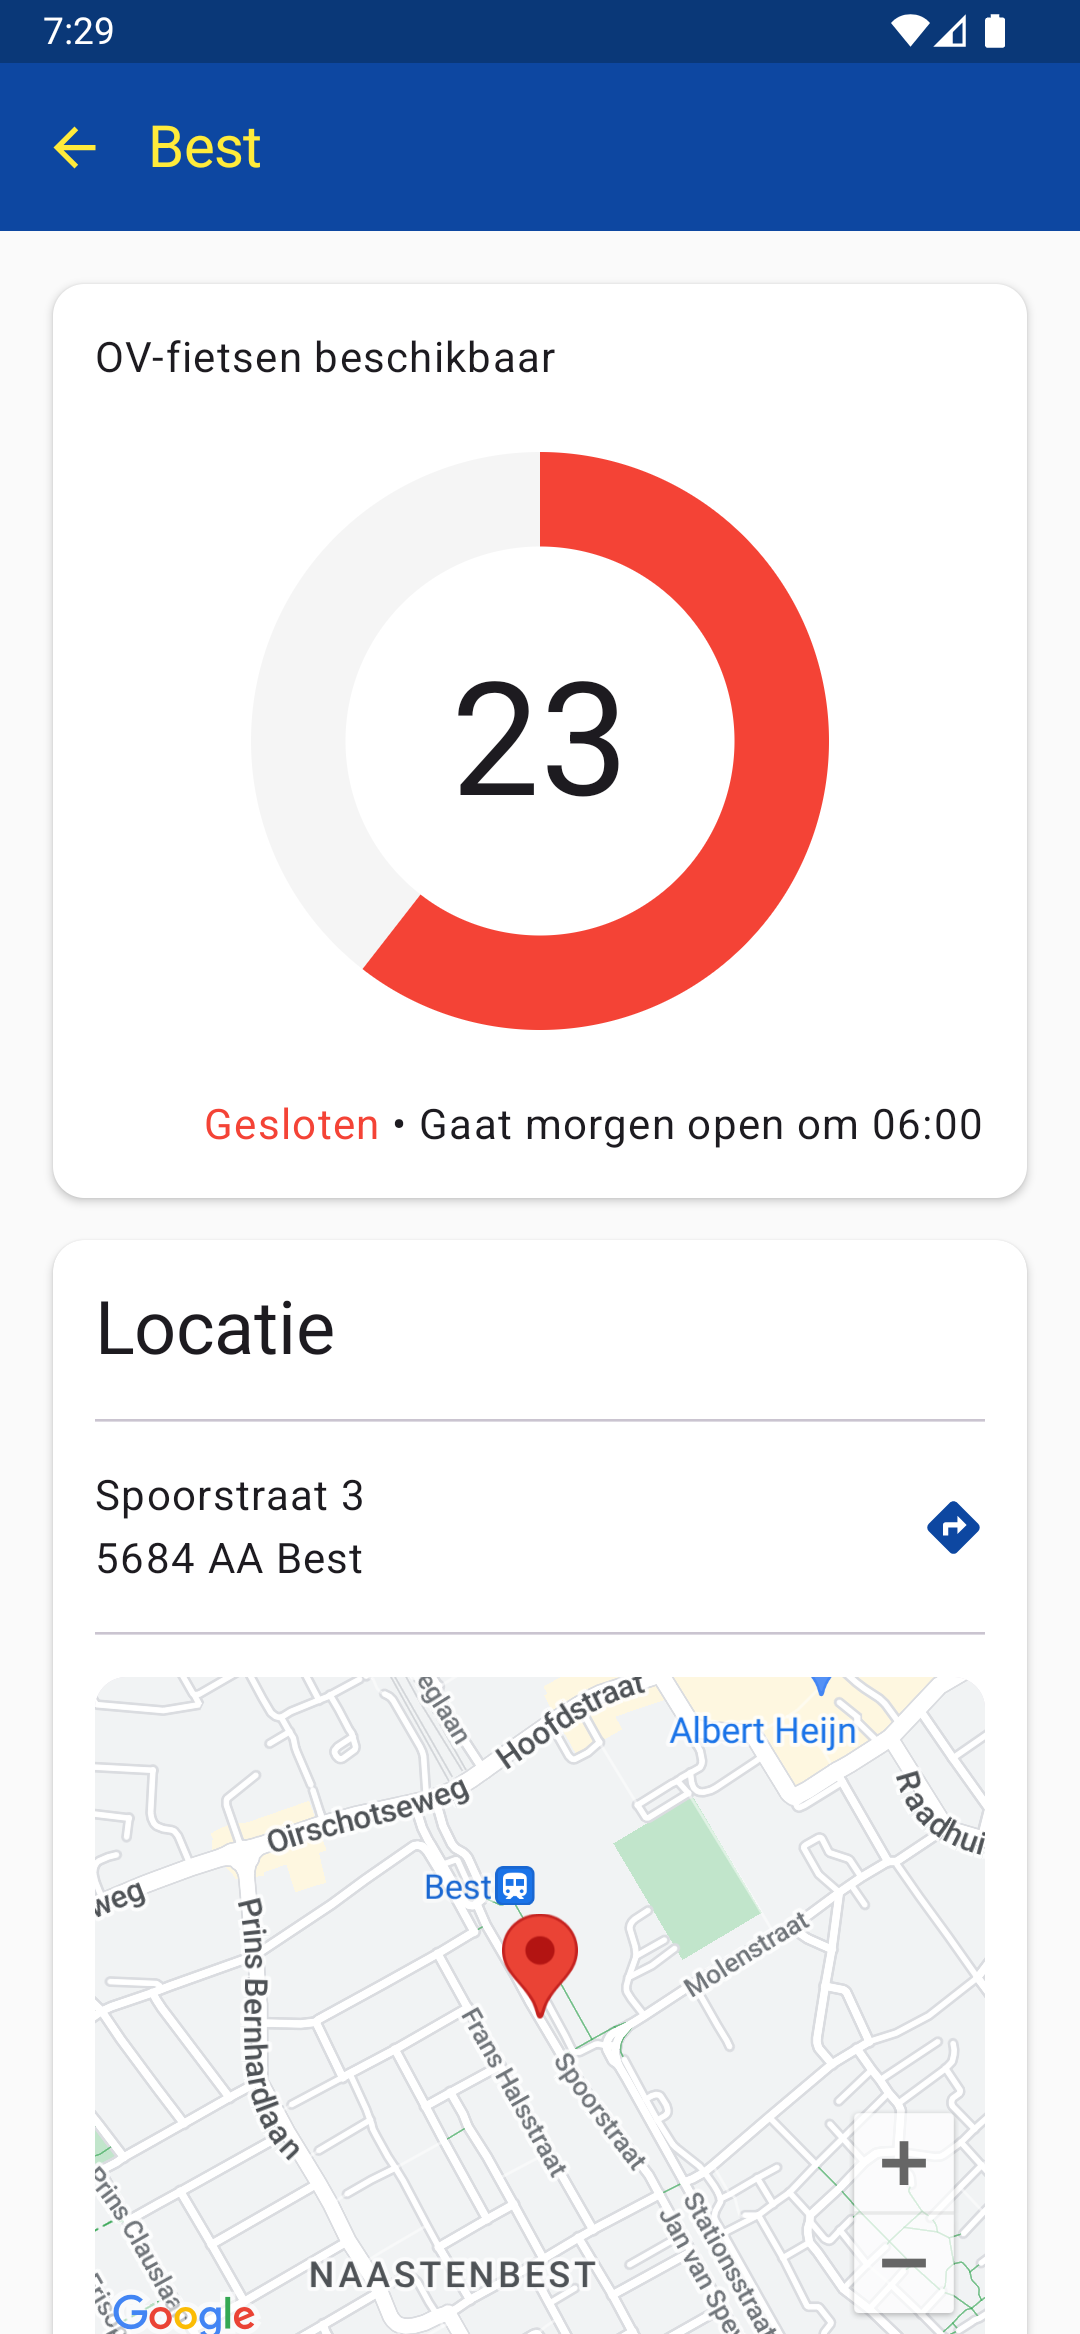 7:29
Best
OV-fietsen beschikbaar
23
Gesloten • Gaat morgen open om 06:00
Locatie
Spoorstraat 3
5684 AA Best
eglaan
Hoofdstraat
Albert Heijn
Oirschotseweg
Raadhui
weg
Best
Prins Bernhardlaan
Molenstraat
Frans Halsstraat
Spoorstraat
Prins Clauslaa
Stationsstraat
Jan van Spey
NAASTENBEST
Google